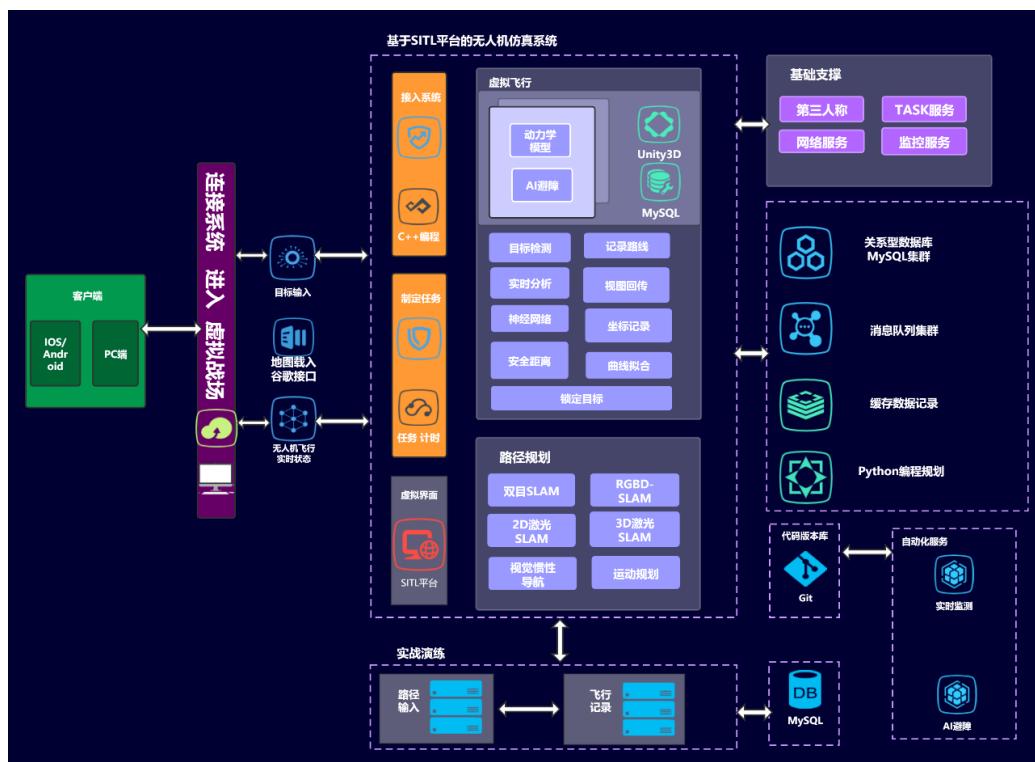 基于SITL平台的无人机仿真系统
客户端
IOS/
Andr
oid
PC端
连接系统 进入 虚拟战场
目标输入
地图载入
谷歌接口
无人机飞行
实时状态
接入系统
C++编程
制定任务
任务 计时
虚拟界面
SITL平台
虚拟飞行
动力学
模型
AI避障
Unity3D
MySQL
目标检测
记录路线
实时分析
视图回传
神经网络
坐标记录
安全距离
曲线拟合
锁定目标
路径规划
双目SLAM
RGBD-
SLAM
2D激光
SLAM
3D激光
SLAM
视觉惯性
导航
运动规划
基础支撑
第三人称
TASK服务
网络服务
监控服务
关系型数据库
MySQL集群
消息队列集群
缓存数据记录
Python编程规划
代码版本库
Git
自动化服务
实时监测
AI避障
实战演练
路径
输入
飞行
记录
DB
MySQL